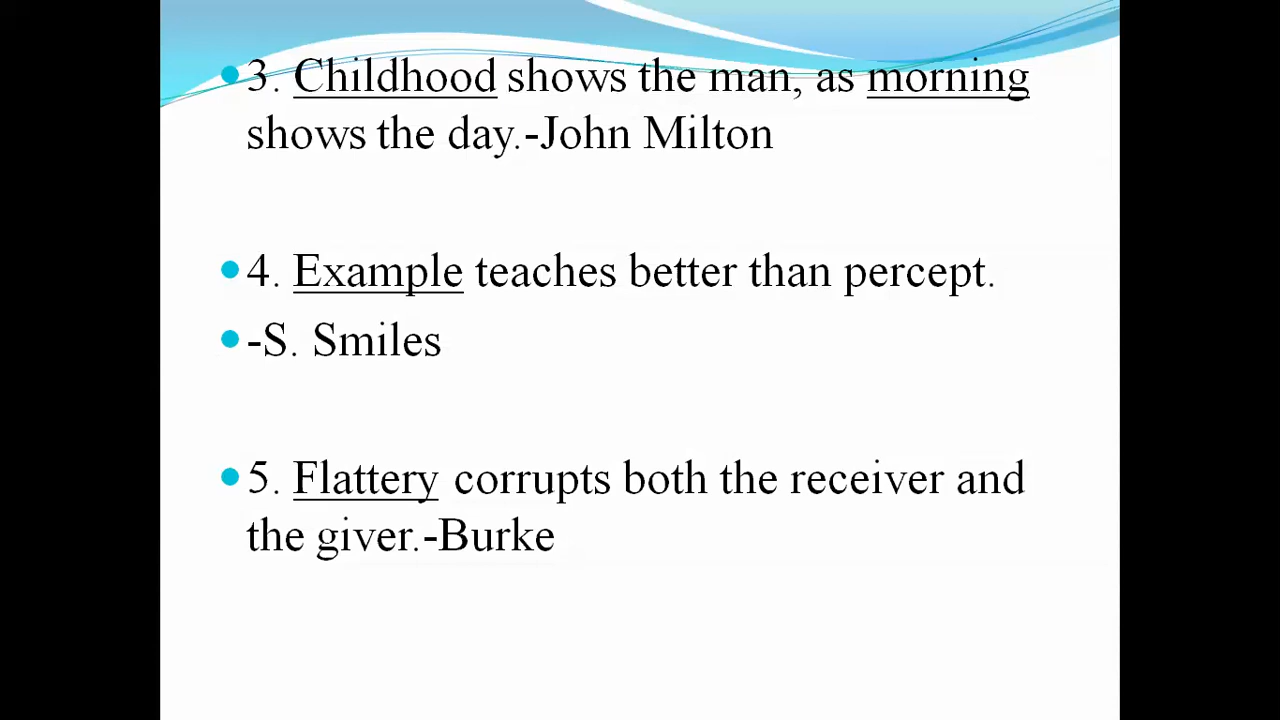 3. Childhood shows the man, as morning
shows the day.-John Milton
4. Example teaches better than percept.
-S. Smiles
5. Flattery corrupts both the receiver and
the giver.-Burke